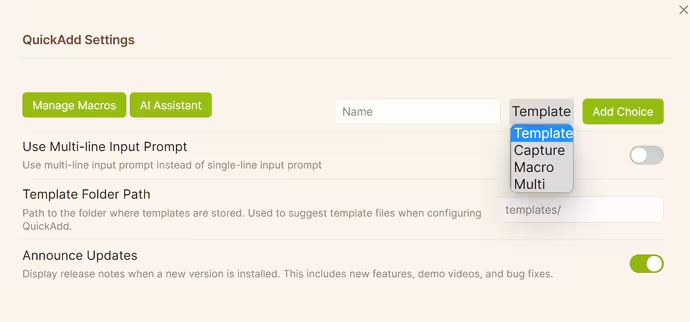 QuickAdd Settings
Manage Macros AI Assistant Name Template Add Choice
Template
Capture
Macro
Multi
Use Multi-line Input Prompt
Use multi-line input prompt instead of single-line input prompt
Template Folder Path
Path to the folder where templates are stored. Used to suggest template files when configuring
QuickAdd.
templates/
Announce Updates
Display release notes when a new version is installed. This includes new features, demo videos, and bug fixes.